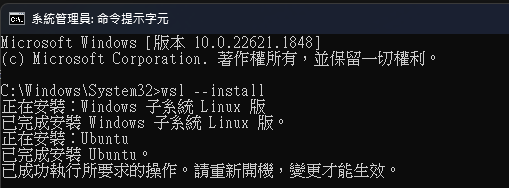 系統管理員: 命令提示字元
Microsoft Windows [版本 10.0.22621.1848]
(c) Microsoft Corporation. 著作權所有，並保留一切權利。
C:\Windows\System32>wsl --install
正在安裝：Windows 子系統 Linux 版
已完成安裝 Windows 子系統 Linux 版。
正在安裝：Ubuntu
已完成安裝 Ubuntu。
已成功執行所要求的操作。請重新開機，變更才能生效。